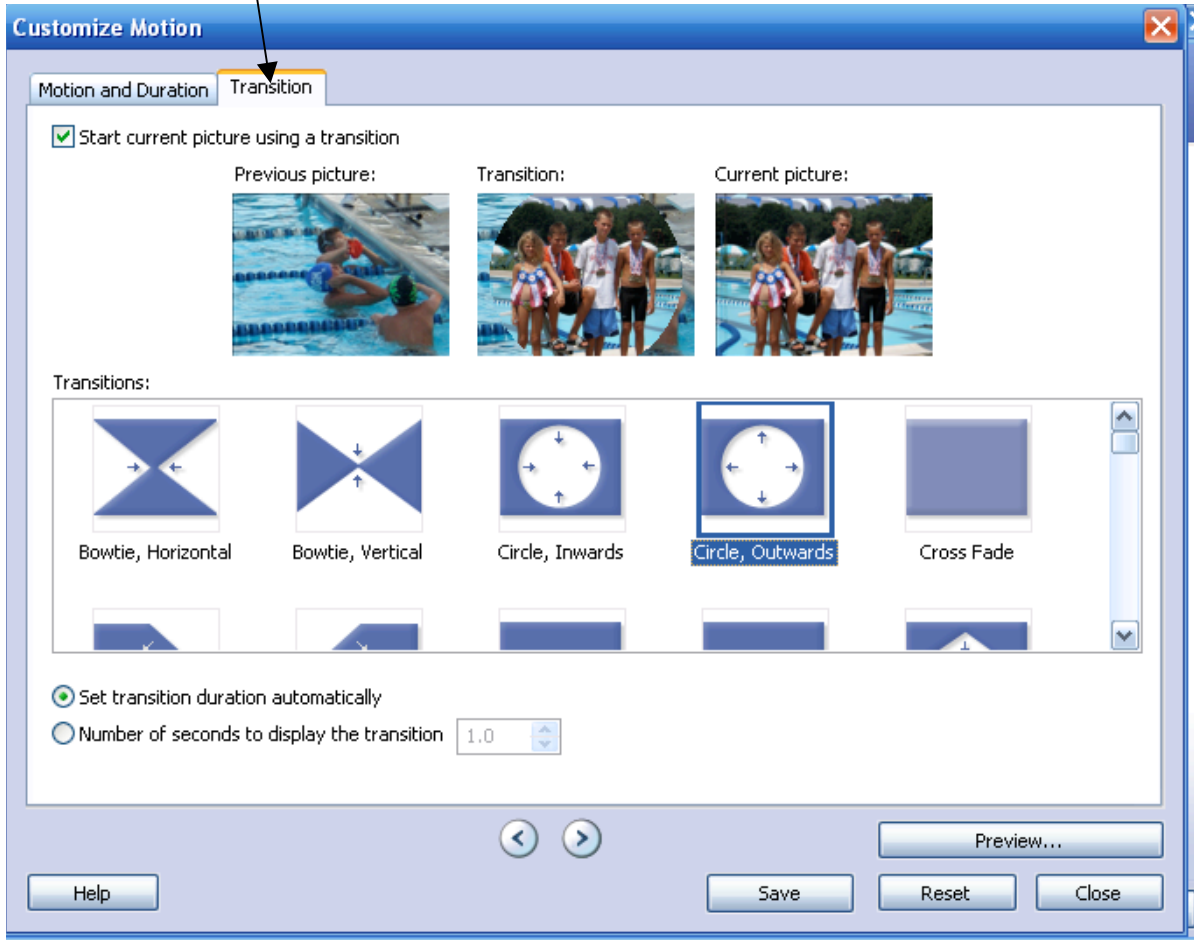 Customize Motion
Motion and Duration Transition
Start current picture using a transition
Previous picture: Transition: Current picture:
Transitions:
Bowtie, Horizontal Bowtie, Vertical Circle, Inwards Circle, Outwards Cross Fade
Set transition duration automatically
Number of seconds to display the transition 1.0
Preview...
Help Save Reset Close